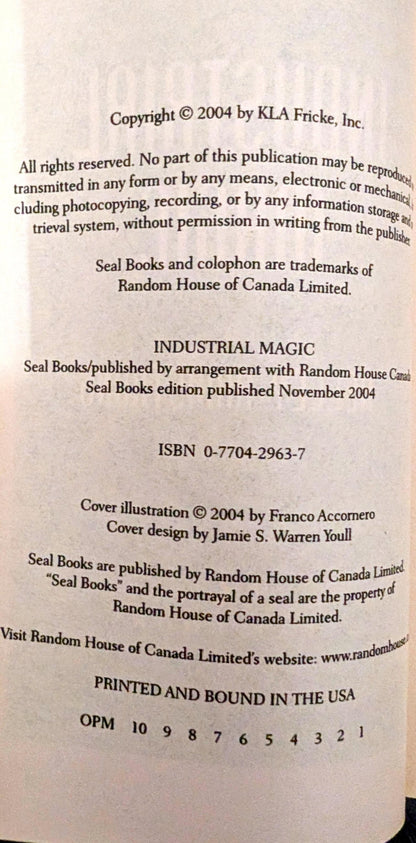 Copyright © 2004 by KLA Fricke, Inc.
All rights reserved. No part of this publication may be reproduced,
transmitted in any form or by any means, electronic or mechanical,
cluding photocopying, recording, or by any information storage and
trieval system, without permission in writing from the publisher
Seal Books and colophon are trademarks of
Random House of Canada Limited.
INDUSTRIAL MAGIC
Seal Books/published by arrangement with Random House Canada
Seal Books edition published November 2004
ISBN 0-7704-2963-7
Cover illustration © 2004 by Franco Accornero
Cover design by Jamie S. Warren Youll
Seal Books are published by Random House of Canada Limited.
"Seal Books" and the portrayal of a seal are the property of
Random House of Canada Limited.
Visit Random House of Canada Limited's website: www.randomhouse.
PRINTED AND BOUND IN THE USA
OPM 10 9 8 7 6 5 4 3 2 1